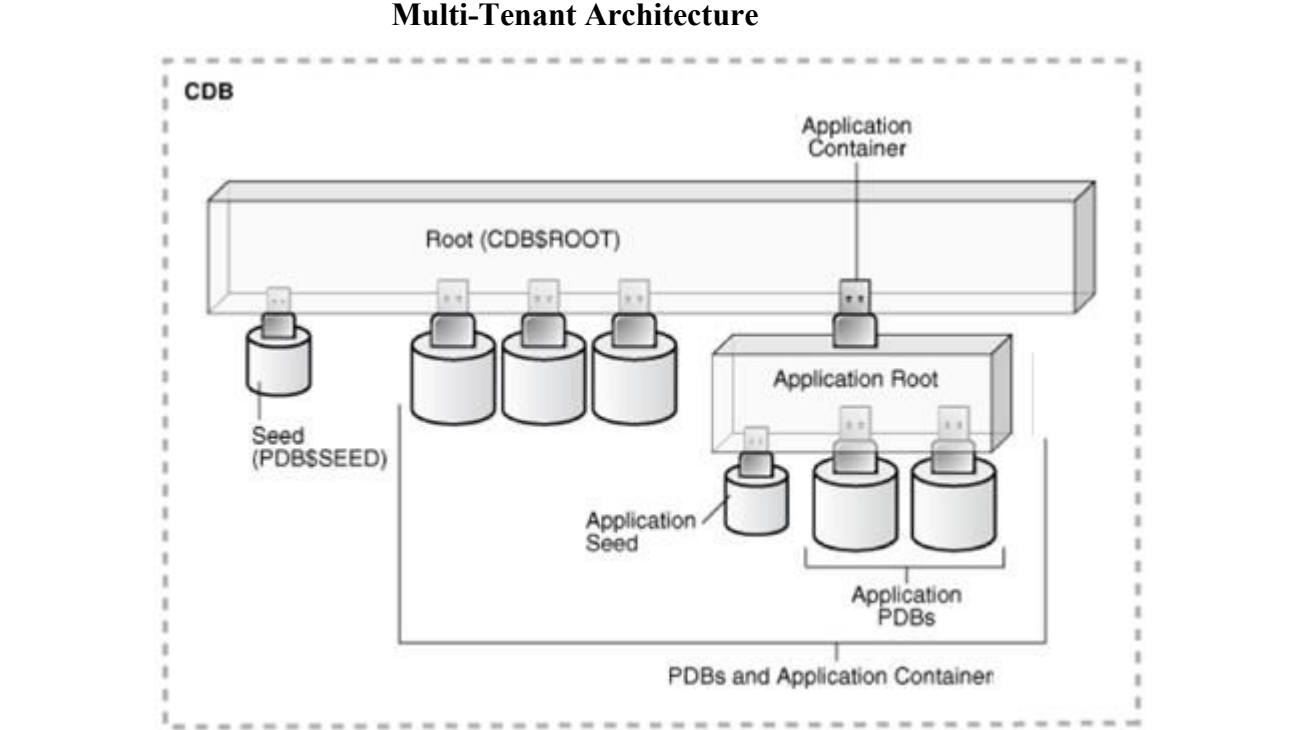 Multi-Tenant Architecture
CDB
Application
Container
Root (CDB$ROOT)
Application Root
Seed
(PDB$SEED)
Application
Seed
Application
PDBs
PDBs and Application Container